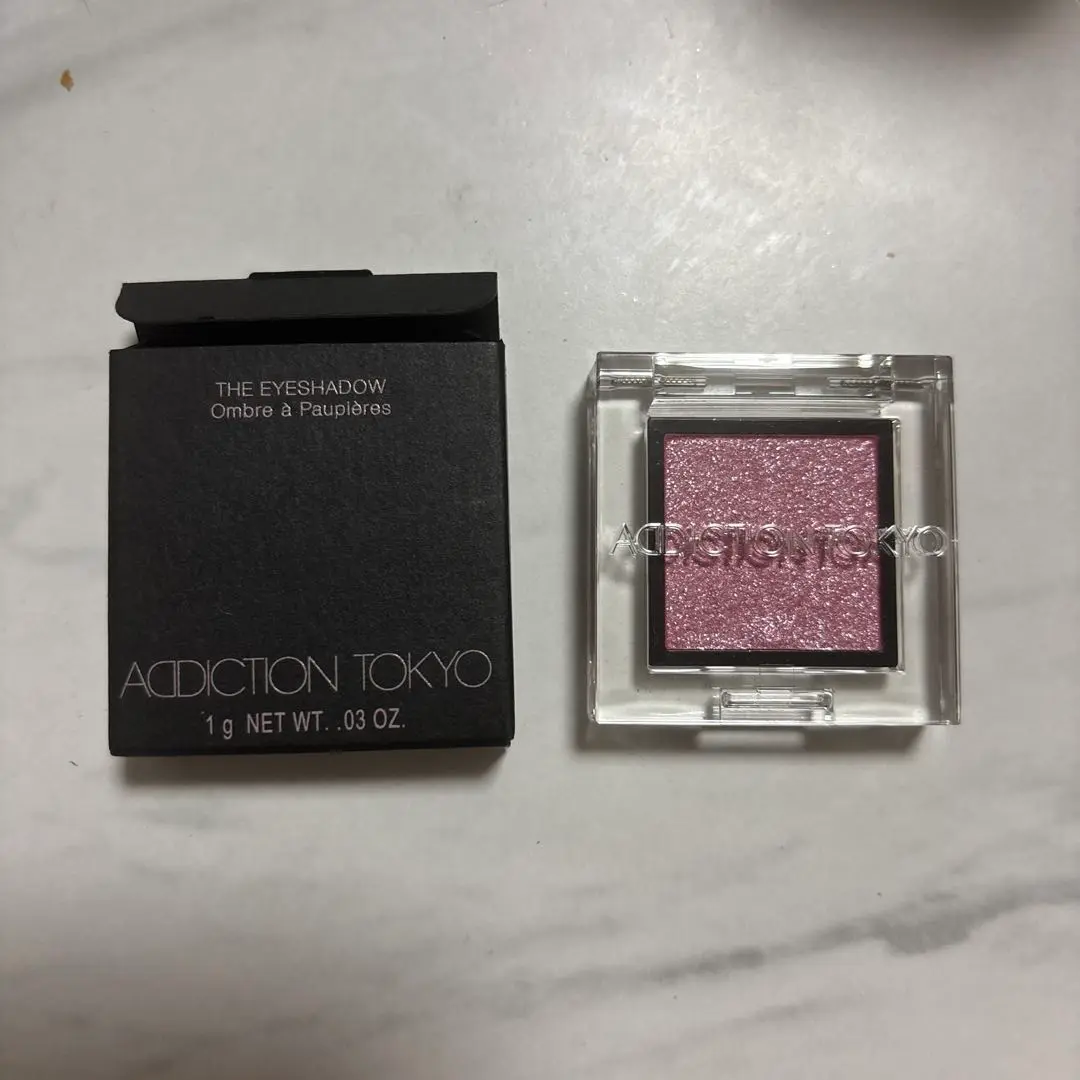 THE EYESHADOW
Ombre à Paupières
ADDICTION TOKYO
1 g NET WT. .03 OZ.
ADDICTION TOKYO